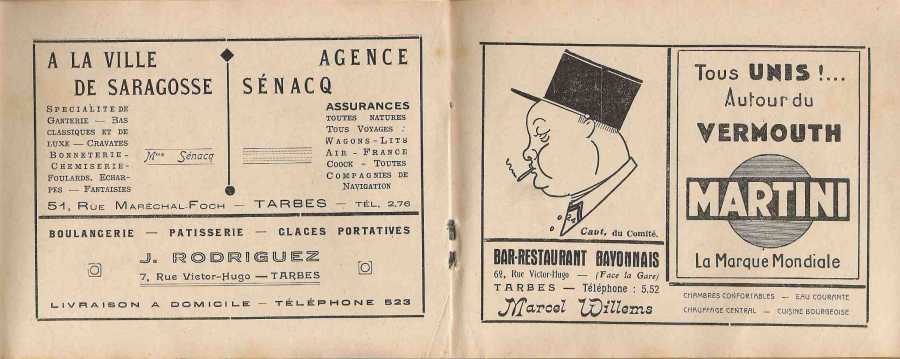 A LA VILLE
DE SARAGOSSE
SPECIALITE DE
GANTERIE — BAS
CLASSIQUES ET DE
LUXE — CRAVATES
BONNETERIE-
CHEMISERIE-
FOULARDS. ECHAR-
PES — FANTAISIES
Mme Sénacq
AGENCE
SÉNACQ
ASSURANCES
TOUTES NATURES
TOUS VOYAGES :
WAGONS-LITS
AIR - FRANCE
COOCK - TOUTES
COMPAGNIES DE
NAVIGATION
51, RUE MARÉCHAL-FOCH — TARBES — TÉL. 2,76
BOULANGERIE — PATISSERIE — GLACES PORTATIVES
J. RODRIGUEZ
7, Rue Victor-Hugo — TARBES
LIVRAISON A DOMICILE — TÉLÉPHONE 523
Caut, du Comité.
BAR-RESTAURANT BAYONNAIS
62, Rue Victor-Hugo — (Face la Gare)
TARBES — Téléphone : 5.52
Marcel Willems
Tous UNIS !...
Autour du
VERMOUTH
MARTINI
La Marque Mondiale
CHAMBRES CONFORTABLES — EAU COURANTE
CHAUFFAGE CENTRAL — CUISINE BOURGEOISE